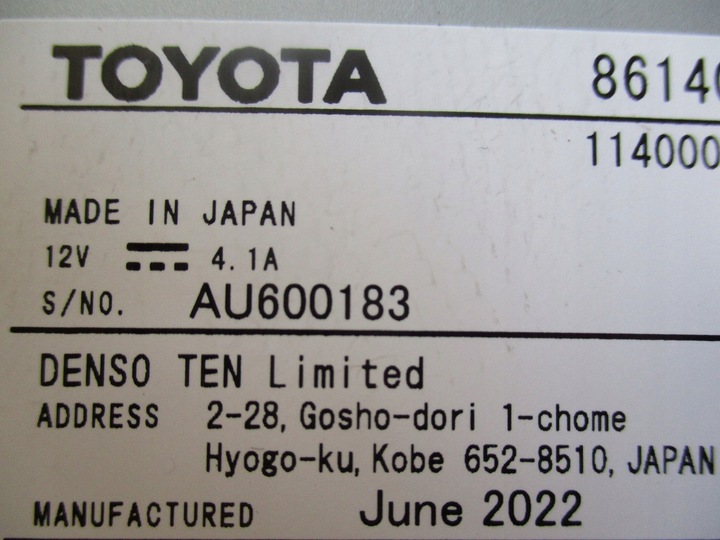 TOYOTA 86140
114000
MADE IN JAPAN
12V ⎓ 4.1A
S/NO. AU600183
DENSO TEN Limited
ADDRESS 2-28, Gosho-dori 1-chome
Hyogo-ku, Kobe 652-8510, JAPAN
MANUFACTURED June 2022